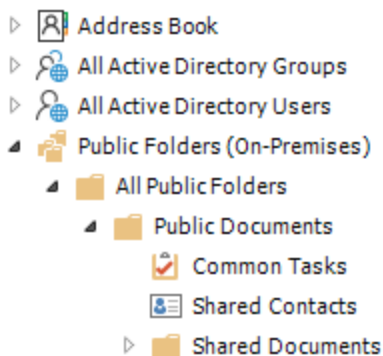 Address Book
All Active Directory Groups
All Active Directory Users
Public Folders (On-Premises)
All Public Folders
Public Documents
Common Tasks
Shared Contacts
Shared Documents